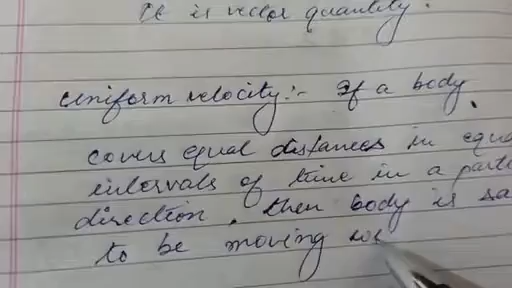 It is vector quantity.
Uniform velocity:- If a body
covers equal distances in equa
intervals of time in a parti
direction, then body is sa
to be moving